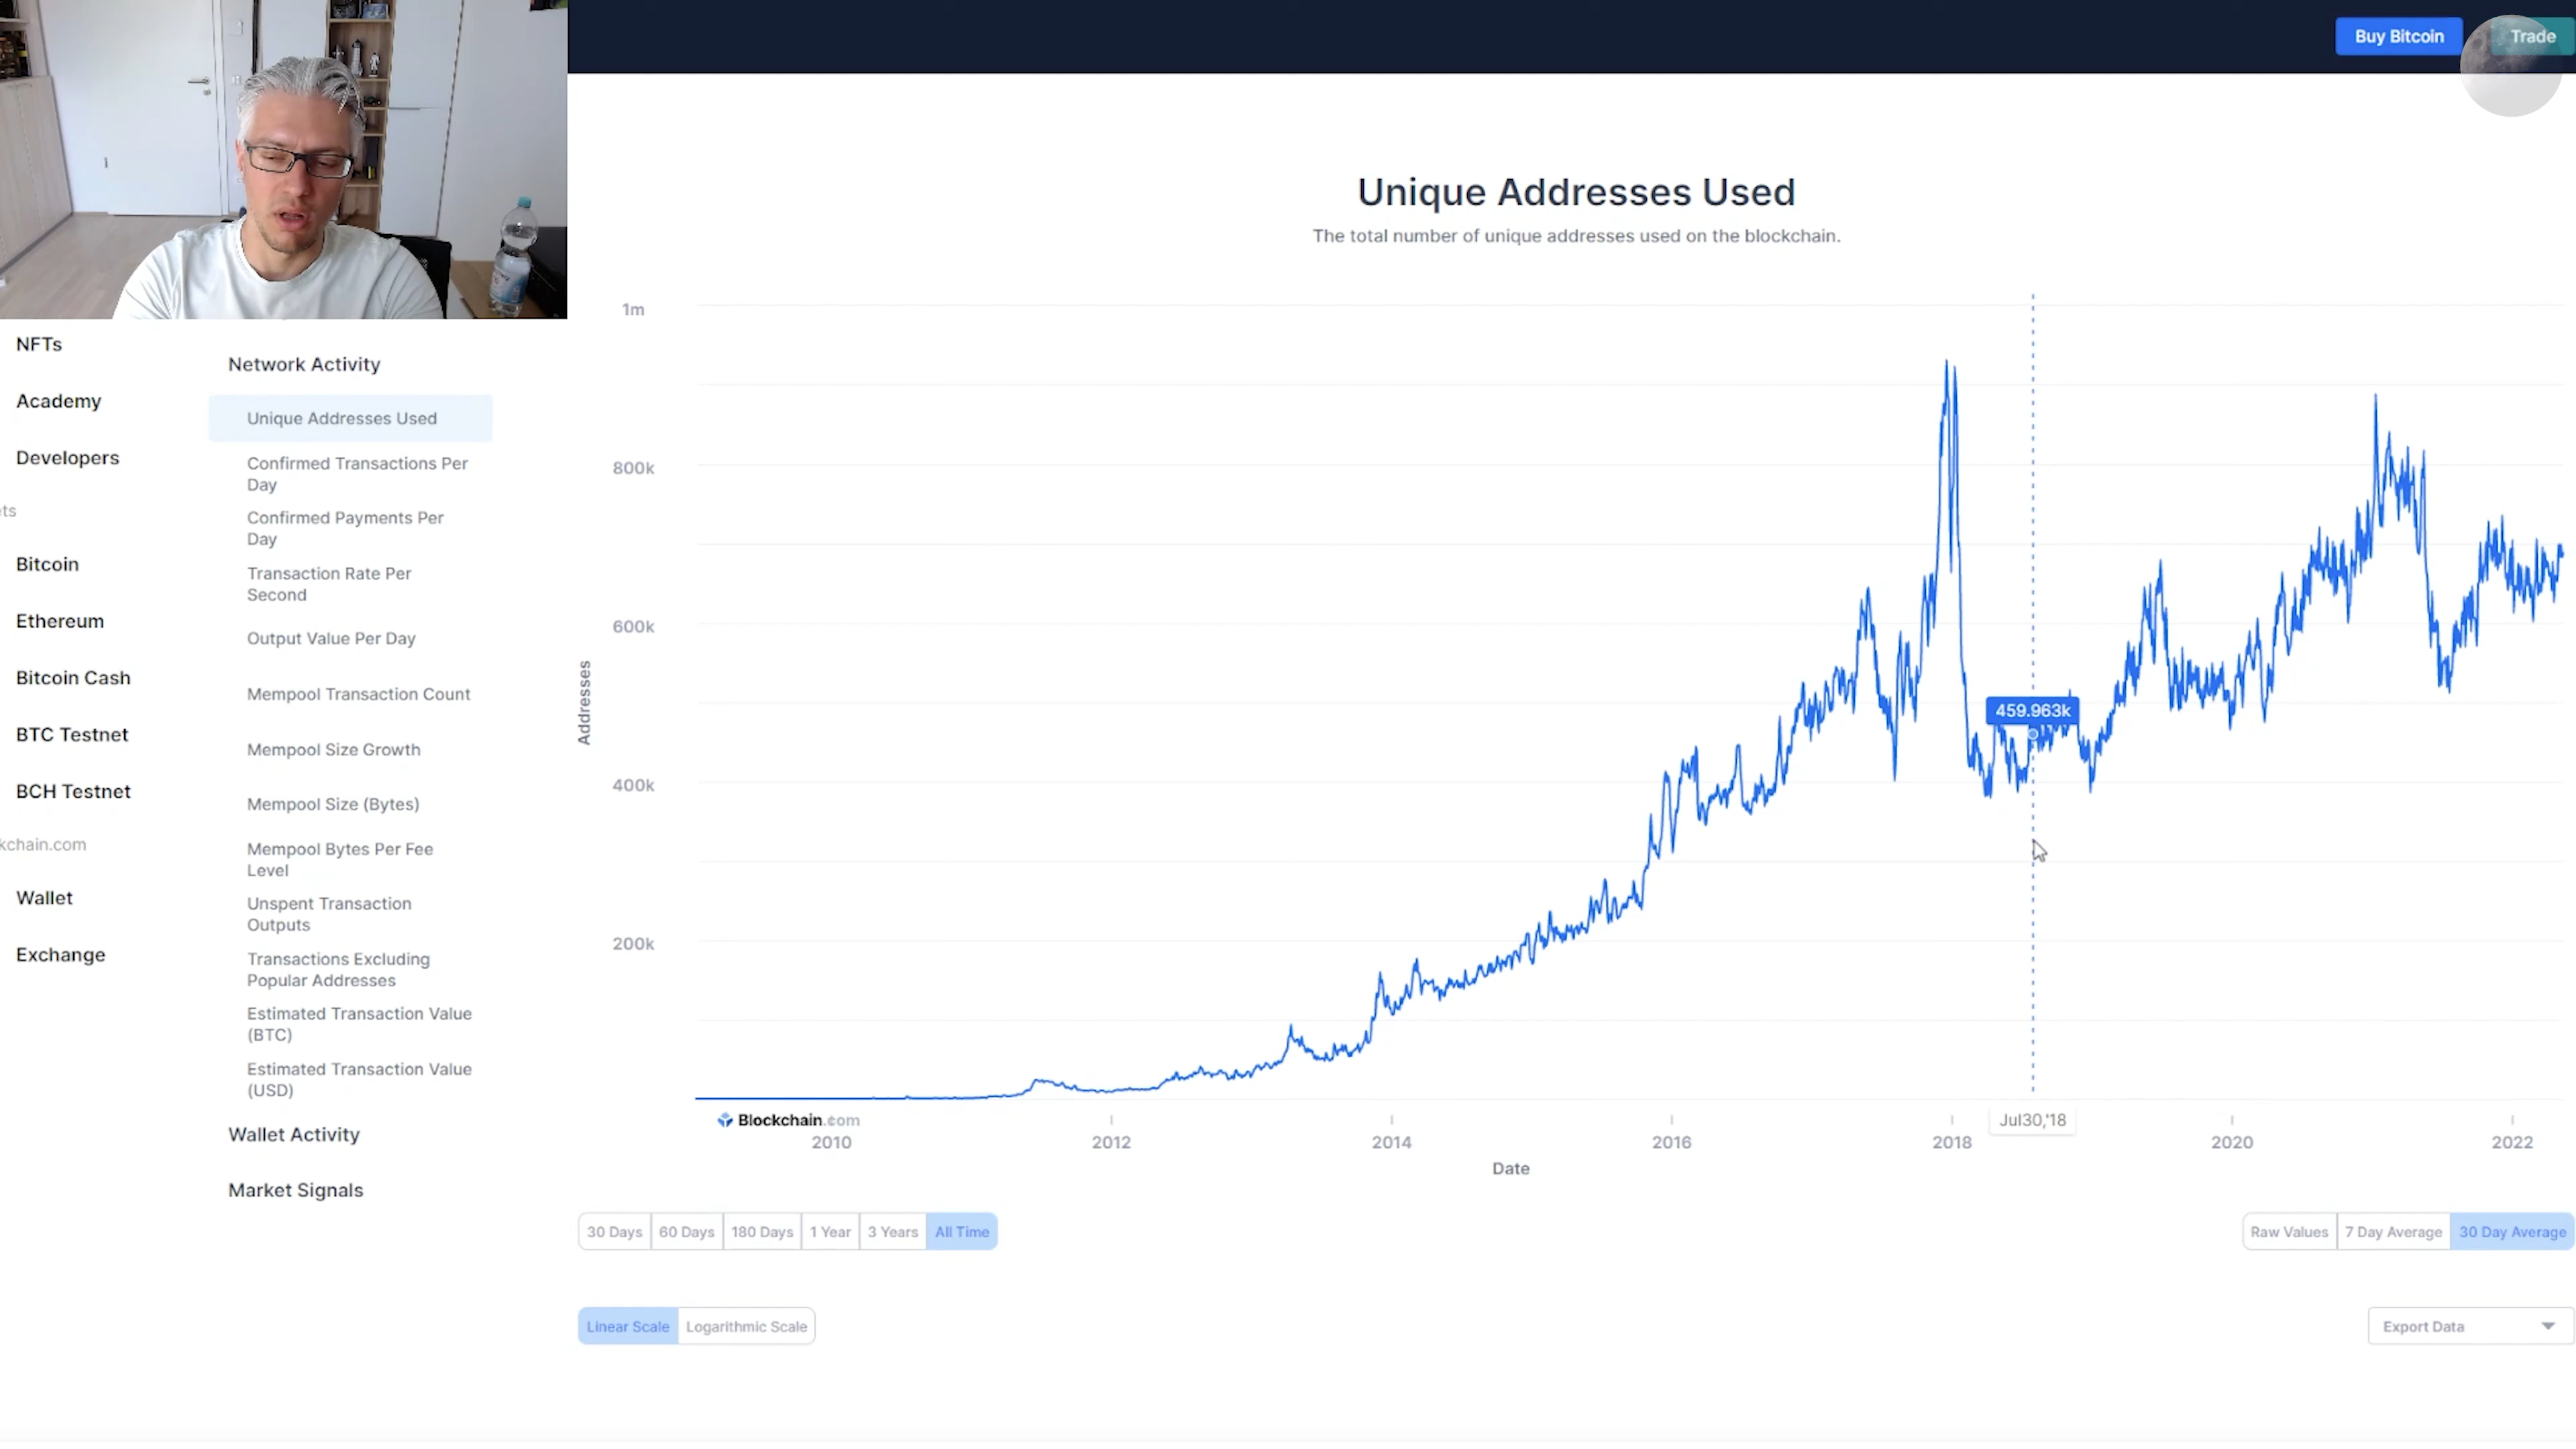 Buy Bitcoin
Trade
Unique Addresses Used
The total number of unique addresses used on the blockchain.
NFTs
Academy
Developers
ets
Bitcoin
Ethereum
Bitcoin Cash
BTC Testnet
BCH Testnet
kchain.com
Wallet
Exchange
Network Activity
Unique Addresses Used
Confirmed Transactions Per
Day
Confirmed Payments Per
Day
Transaction Rate Per
Second
Output Value Per Day
Mempool Transaction Count
Mempool Size Growth
Mempool Size (Bytes)
Mempool Bytes Per Fee
Level
Unspent Transaction
Outputs
Transactions Excluding
Popular Addresses
Estimated Transaction Value
(BTC)
Estimated Transaction Value
(USD)
Wallet Activity
Market Signals
1m
800k
600k
400k
200k
Addresses
459.963k
Blockchain.com
Jul30,'18
2010
2012
2014
2016
2018
2020
2022
Date
30 Days
60 Days
180 Days
1 Year
3 Years
All Time
Raw Values
7 Day Average
30 Day Average
Linear Scale
Logarithmic Scale
Export Data